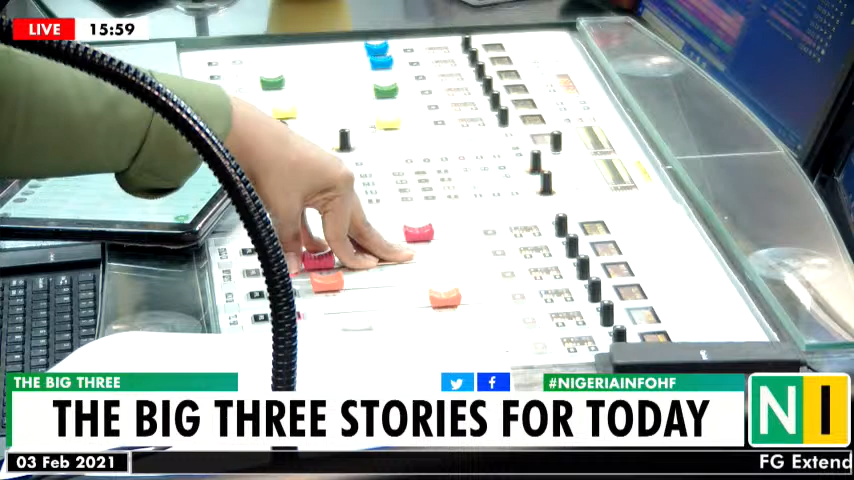 LIVE 15:59
THE BIG THREE
#NIGERIAINFOHF
THE BIG THREE STORIES FOR TODAY
NI
03 Feb 2021
FG Extend